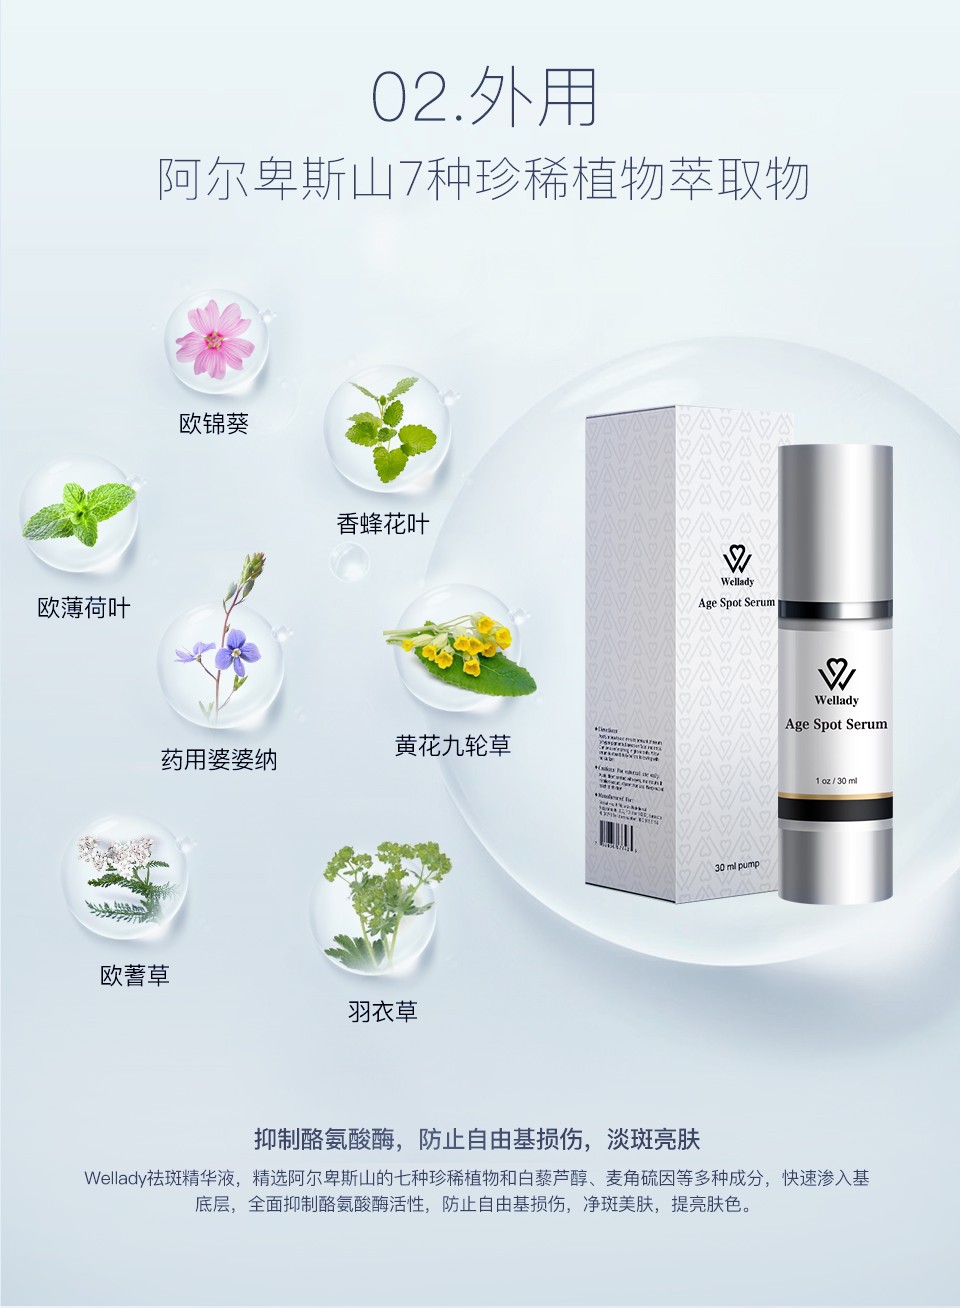 02.外用
阿尔卑斯山7种珍稀植物萃取物
欧锦葵
香蜂花叶
欧薄荷叶
药用婆婆纳
黄花九轮草
欧蓍草
羽衣草
Wellady
Age Spot Serum
30 ml pump
Wellady
Age Spot Serum
1 oz / 30 ml
抑制酪氨酸酶，防止自由基损伤，淡斑亮肤
Wellady祛斑精华液，精选阿尔卑斯山的七种珍稀植物和白藜芦醇、麦角硫因等多种成分，快速渗入基
底层，全面抑制酪氨酸酶活性，防止自由基损伤，净斑美肤，提亮肤色。